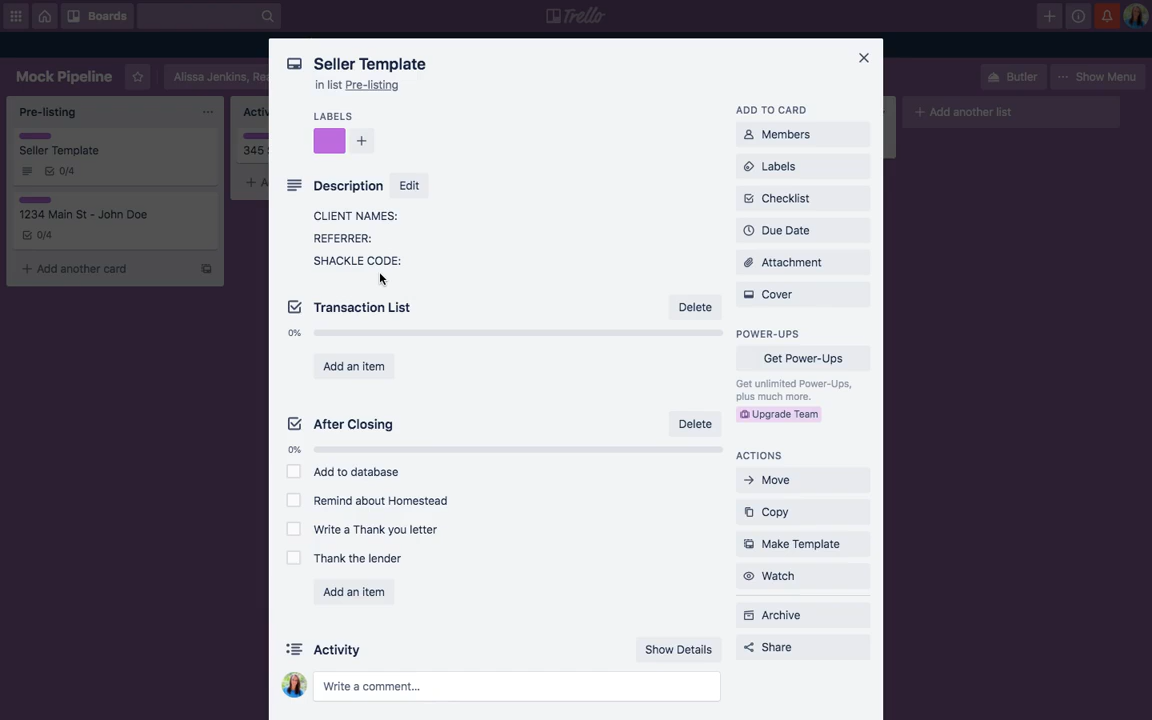 Boards
Trello
Mock Pipeline
Alissa Jenkins, Rea
Butler
Show Menu
Pre-listing
Seller Template
0/4
1234 Main St - John Doe
0/4
Add another card
Activ
345
Add another list
Seller Template
in list Pre-listing
LABELS
Description
Edit
CLIENT NAMES:
REFERRER:
SHACKLE CODE:
Transaction List
Delete
0%
Add an item
After Closing
Delete
0%
Add to database
Remind about Homestead
Write a Thank you letter
Thank the lender
Add an item
Activity
Show Details
Write a comment...
ADD TO CARD
Members
Labels
Checklist
Due Date
Attachment
Cover
POWER-UPS
Get Power-Ups
Get unlimited Power-Ups,
plus much more.
Upgrade Team
ACTIONS
Move
Copy
Make Template
Watch
Archive
Share